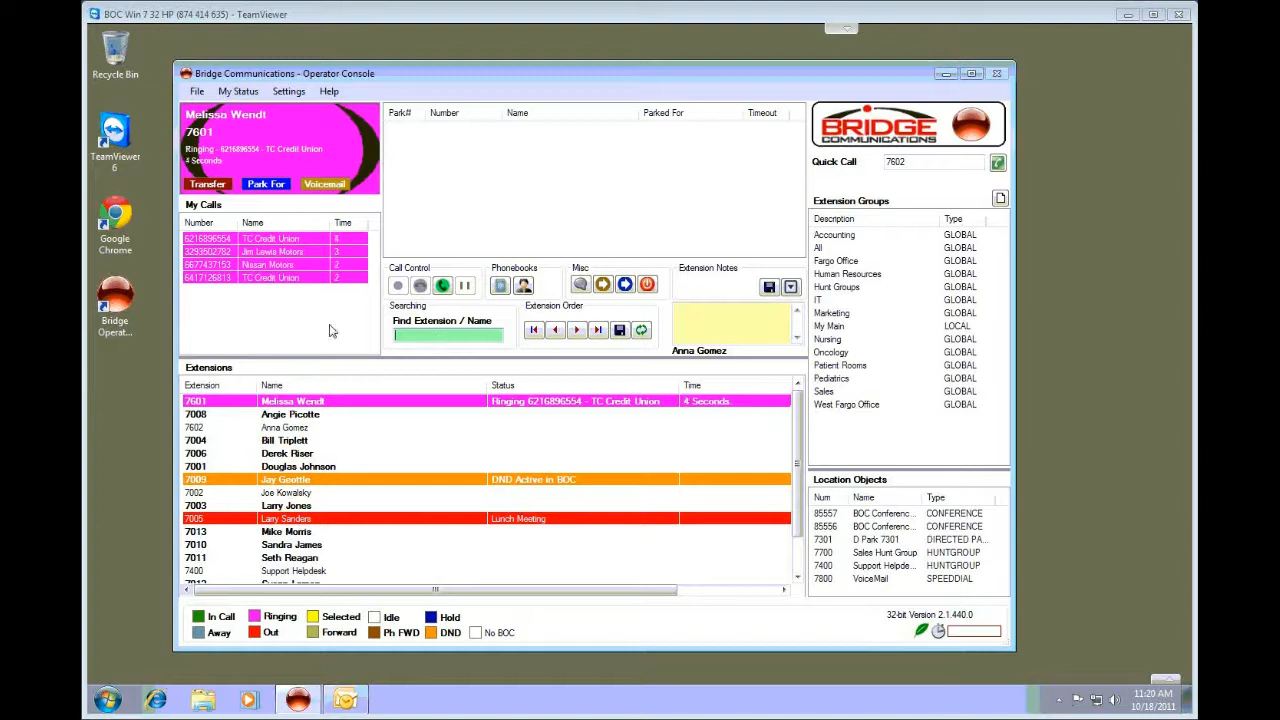 BOC Win 7 32 HP (874 414 635) - TeamViewer
Recycle Bin
TeamViewer 6
Google Chrome
Bridge Operat...
Bridge Communications - Operator Console
File My Status Settings Help
Melissa Wendt
7601
Ringing - 6216896554 - TC Credit Union
4 Seconds
Transfer Park For Voicemail
My Calls
Number Name Time
6216896554 TC Credit Union 4
3293502782 Jim Lewis Motors 3
6677437153 Nissan Motors 2
6417126813 TC Credit Union 2
Park# Number Name Parked For Timeout
Call Control Phonebooks Misc Extension Notes
Searching Extension Order
Find Extension / Name
Anna Gomez
BRIDGE
COMMUNICATIONS
Quick Call 7602
Extension Groups
Description Type
Accounting GLOBAL
All GLOBAL
Fargo Office GLOBAL
Human Resources GLOBAL
Hunt Groups GLOBAL
IT GLOBAL
Marketing GLOBAL
My Main LOCAL
Nursing GLOBAL
Oncology GLOBAL
Patient Rooms GLOBAL
Pediatrics GLOBAL
Sales GLOBAL
West Fargo Office GLOBAL
Extensions
Extension Name Status Time
7601 Melissa Wendt Ringing 6216896554 - TC Credit Union 4 Seconds.
7008 Angie Picotte
7602 Anna Gomez
7004 Bill Triplett
7006 Derek Riser
7001 Douglas Johnson
7009 Jay Geottle DND Active in BOC
7002 Joe Kowalsky
7003 Larry Jones
7005 Larry Sanders Lunch Meeting
7013 Mike Morris
7010 Sandra James
7011 Seth Reagan
7400 Support Helpdesk
Location Objects
Num Name Type
85557 BOC Conferenc... CONFERENCE
85556 BOC Conferenc... CONFERENCE
7301 D Park 7301 DIRECTED PA...
7700 Sales Hunt Group HUNTGROUP
7400 Support Helpde... HUNTGROUP
7800 VoiceMail SPEEDDIAL
In Call Ringing Selected Idle Hold
Away Out Forward Ph FWD DND No BOC
32-bit Version 2.1.440.0
11:20 AM
10/18/2011